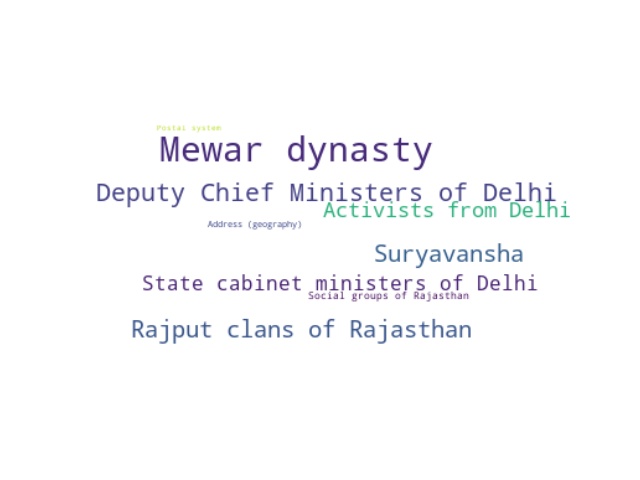 Postal system
Mewar dynasty
Deputy Chief Ministers of Delhi
Activists from Delhi
Address (geography)
Suryavansha
State cabinet ministers of Delhi
Social groups of Rajasthan
Rajput clans of Rajasthan